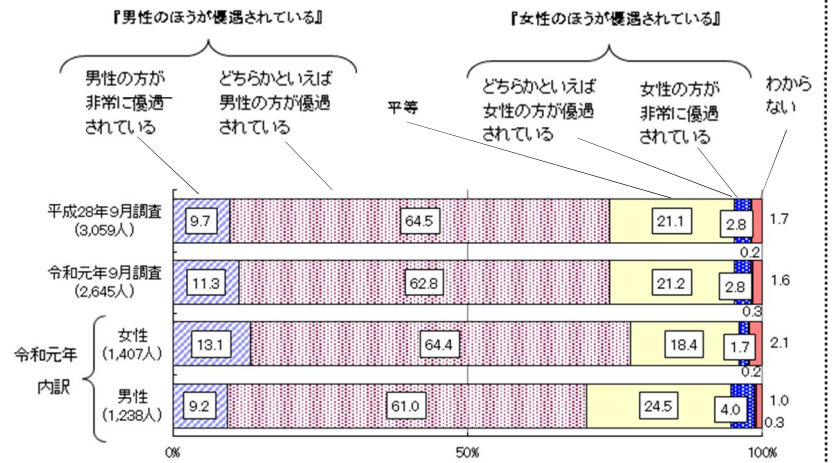 『男性のほうが優遇されている』
『女性のほうが優遇されている』
男性の方が
非常に優遇
されている
どちらかといえば
男性の方が優遇
されている
平等
どちらかといえば
女性の方が優遇
されている
女性の方が
非常に優遇
されている
わから
ない
平成28年9月調査
(3,059人)
9.7
64.5
21.1
2.8
1.7
0.2
令和元年9月調査
(2,645人)
11.3
62.8
21.2
2.8
1.6
0.3
令和元年
内訳
女性
(1,407人)
13.1
64.4
18.4
1.7
2.1
0.2
男性
(1,238人)
9.2
61.0
24.5
4.0
1.0
0.3
0%
50%
100%